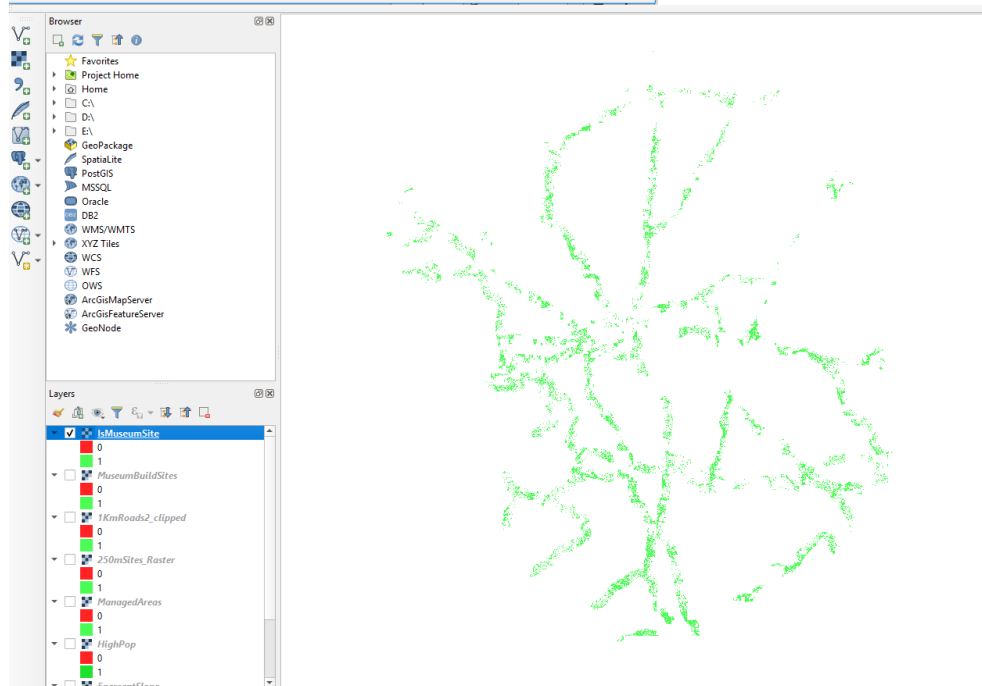 Browser
Favorites
Project Home
Home
C:\
D:\
E:\
GeoPackage
SpatiaLite
PostGIS
MSSQL
Oracle
DB2
WMS/WMTS
XYZ Tiles
WCS
WFS
OWS
ArcGisMapServer
ArcGisFeatureServer
GeoNode
Layers
IsMuseumSite
0
1
MuseumBuildSites
0
1
1KmRoads2_clipped
0
1
250mSites_Raster
0
1
ManagedAreas
0
1
HighPop
0
1